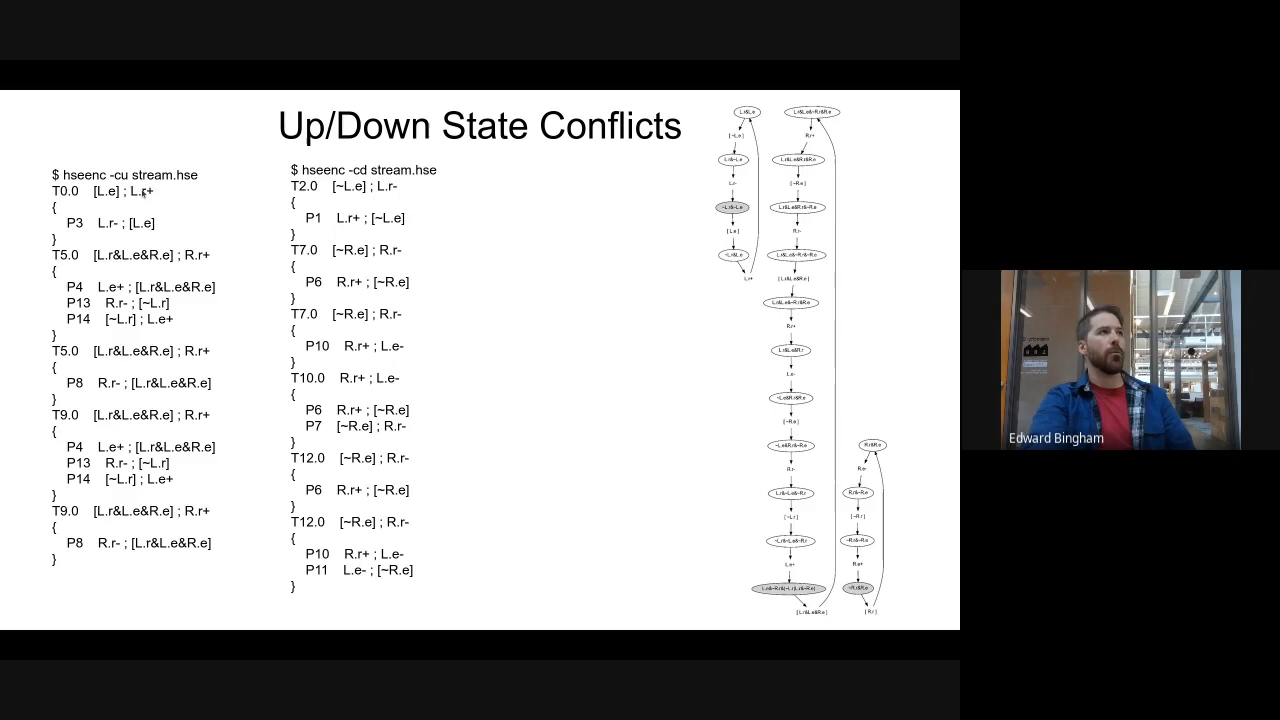 Up/Down State Conflicts
$ hseenc -cu stream.hse
T0.0 [L.e] ; L.r+
{
P3 L.r- ; [L.e]
}
T5.0 [L.r&L.e&R.e] ; R.r+
{
P4 L.e+ ; [L.r&L.e&R.e]
P13 R.r- ; [~L.r]
P14 [~L.r] ; L.e+
}
T5.0 [L.r&L.e&R.e] ; R.r+
{
P8 R.r- ; [L.r&L.e&R.e]
}
T9.0 [L.r&L.e&R.e] ; R.r+
{
P4 L.e+ ; [L.r&L.e&R.e]
P13 R.r- ; [~L.r]
P14 [~L.r] ; L.e+
}
T9.0 [L.r&L.e&R.e] ; R.r+
{
P8 R.r- ; [L.r&L.e&R.e]
}
$ hseenc -cd stream.hse
T2.0 [~L.e] ; L.r-
{
P1 L.r+ ; [~L.e]
}
T7.0 [~R.e] ; R.r-
{
P6 R.r+ ; [~R.e]
}
T7.0 [~R.e] ; R.r-
{
P10 R.r+ ; L.e-
}
T10.0 R.r+ ; L.e-
{
P6 R.r+ ; [~R.e]
P7 [~R.e] ; R.r-
}
T12.0 [~R.e] ; R.r-
{
P6 R.r+ ; [~R.e]
}
T12.0 [~R.e] ; R.r-
{
P10 R.r+ ; L.e-
P11 L.e- ; [~R.e]
}
L.r&L.e
[~L.e]
L.r&~L.e
L.r-
~L.r&~L.e
[L.e]
~L.r&L.e
L.r+
L.r&L.e&~R.r&R.e
R.r+
L.r&L.e&R.r&R.e
[~R.e]
L.r&L.e&R.r&~R.e
R.r-
L.r&L.e&~R.r&~R.e
[L.r&L.e&R.e]
L.r&L.e&~R.r&R.e
R.r+
L.r&L.e&R.r
L.e-
~L.e&R.r&R.e
[~R.e]
~L.e&R.r&~R.e
R.r-
L.r&~L.e&~R.r
[~L.r]
~L.r&~L.e&~R.r
L.e+
[L.r&L.e&R.e]
R.r&R.e
R.e-
R.r&~R.e
[~R.r]
~R.r&~R.e
R.e+
~R.r&R.e
[R.r]
Edward Bingham